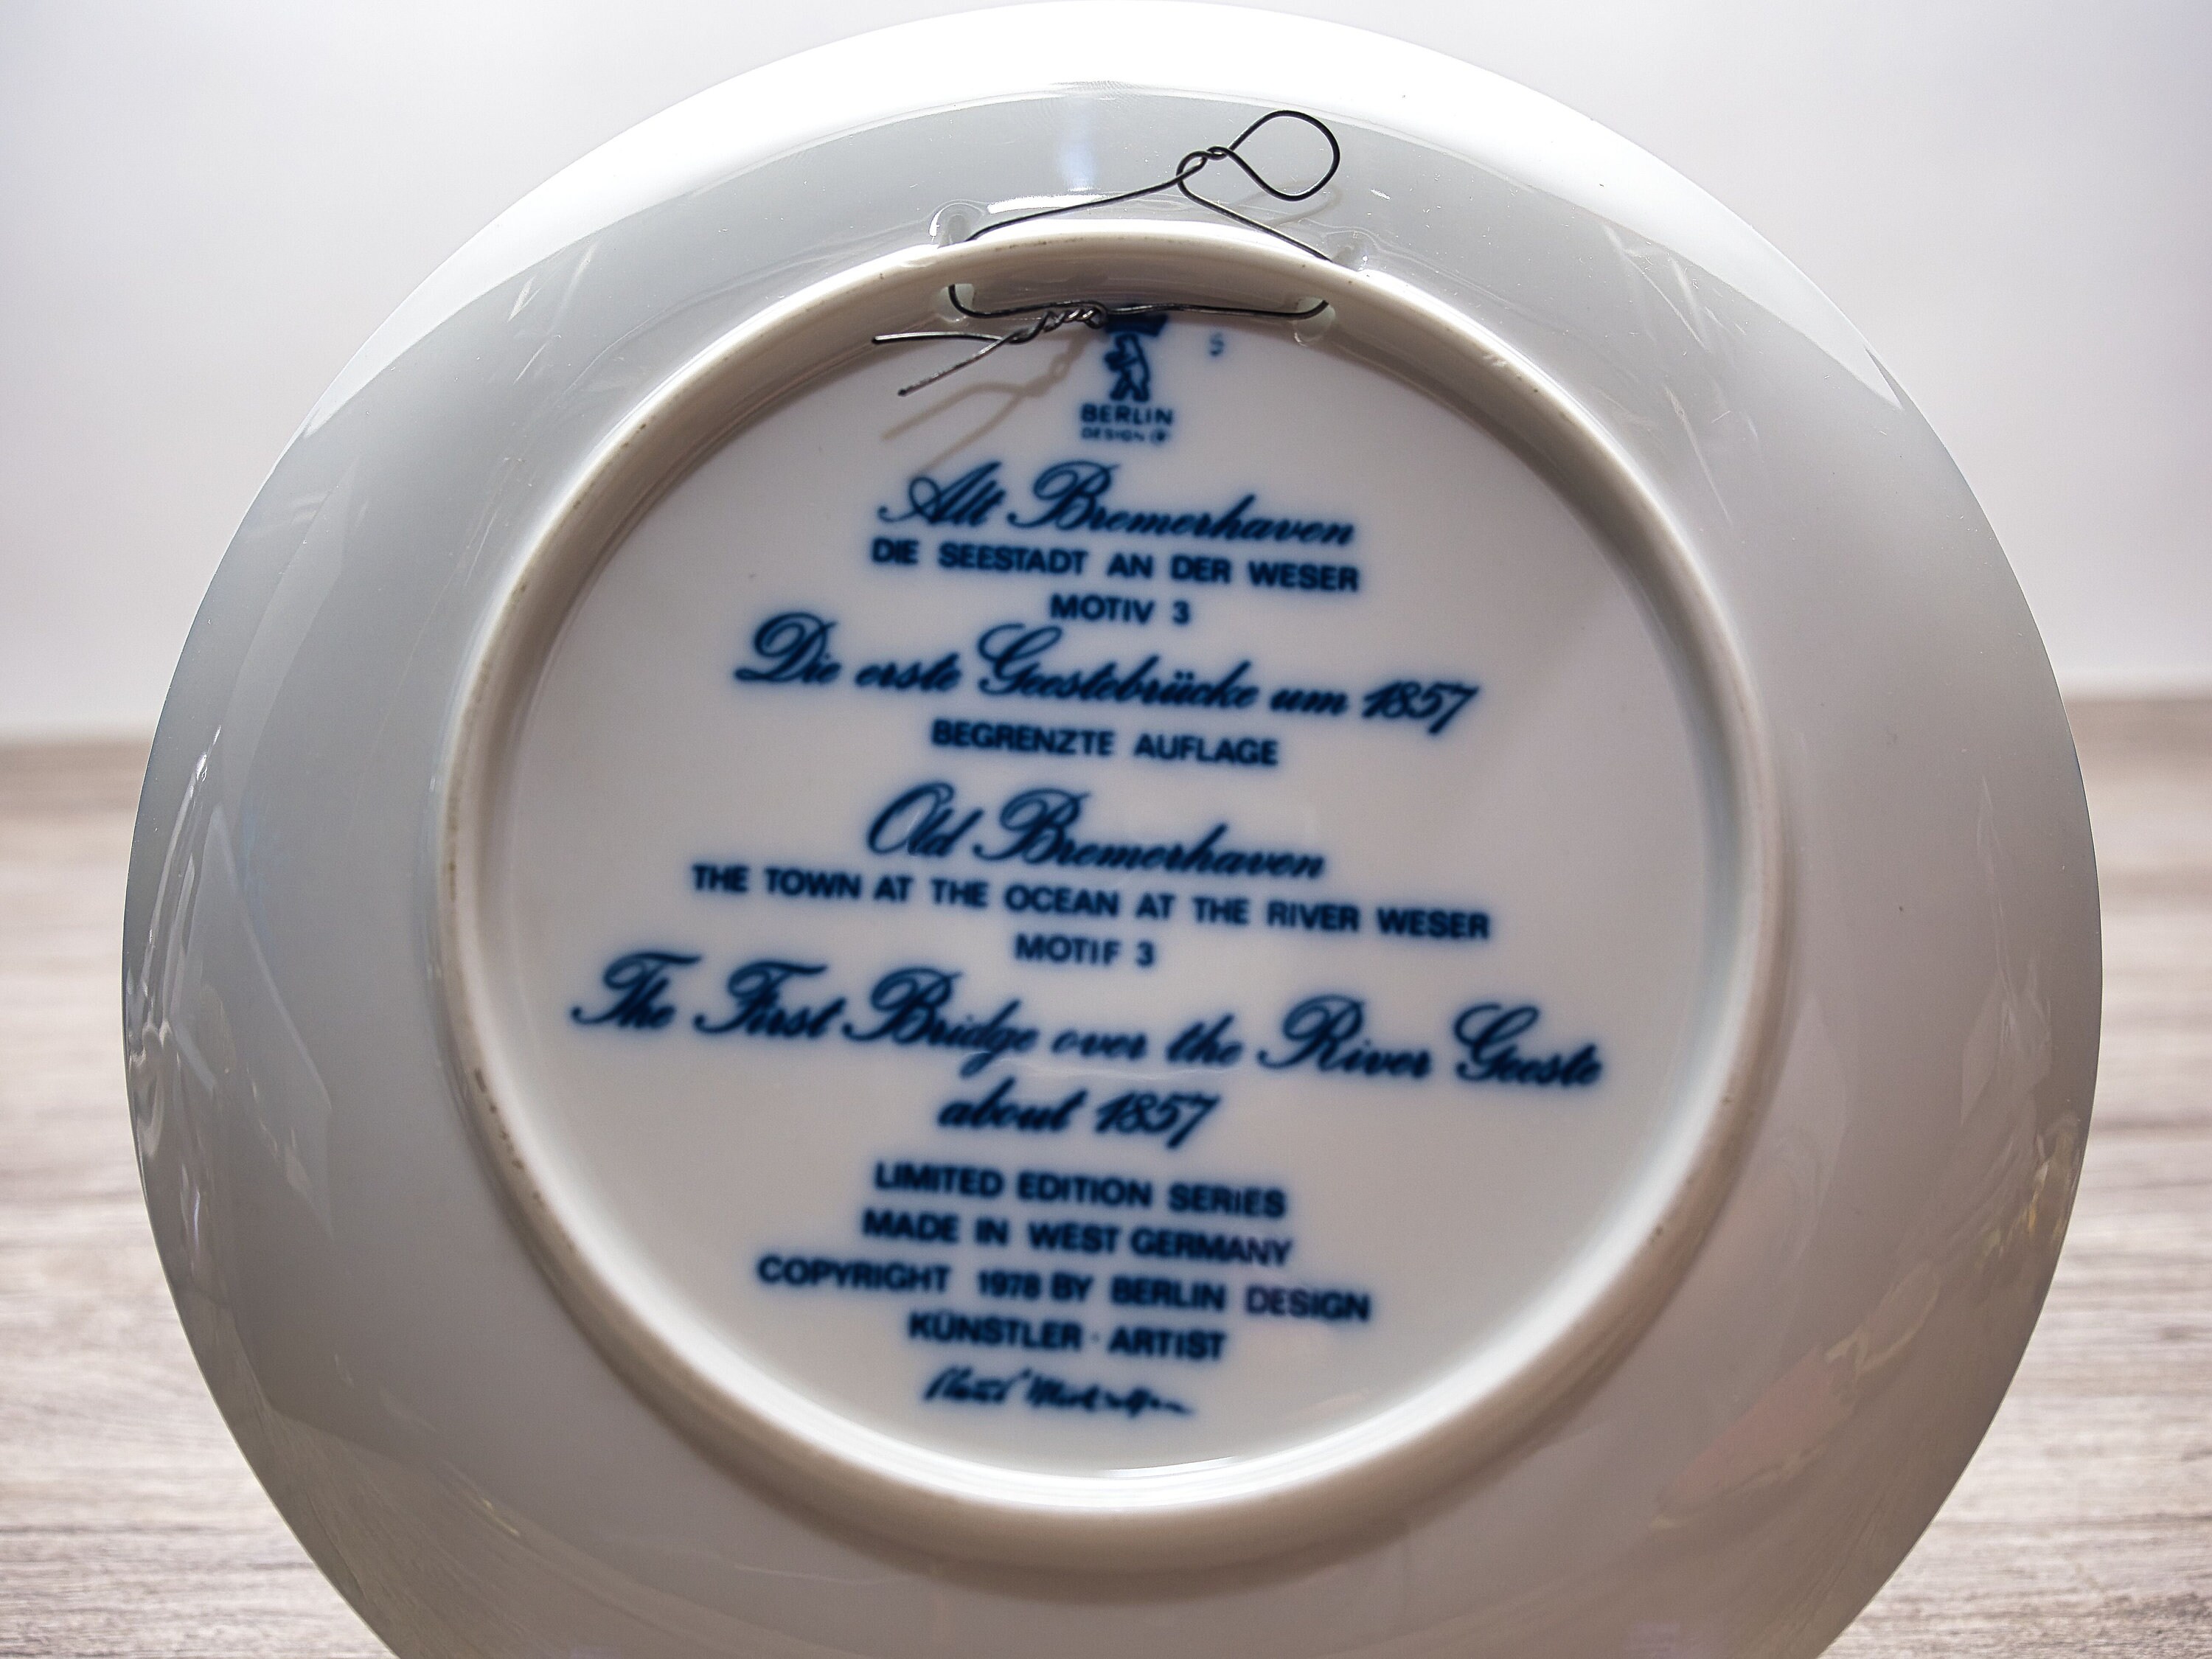 S
BERLIN
DESIGN
Alt Bremerhaven
DIE SEESTADT AN DER WESER
MOTIV 3
Die erste Geestebrücke um 1857
BEGRENZTE AUFLAGE
Old Bremerhaven
THE TOWN AT THE OCEAN AT THE RIVER WESER
MOTIF 3
The First Bridge over the River Geeste
about 1857
LIMITED EDITION SERIES
MADE IN WEST GERMANY
COPYRIGHT 1978 BY BERLIN DESIGN
KÜNSTLER · ARTIST